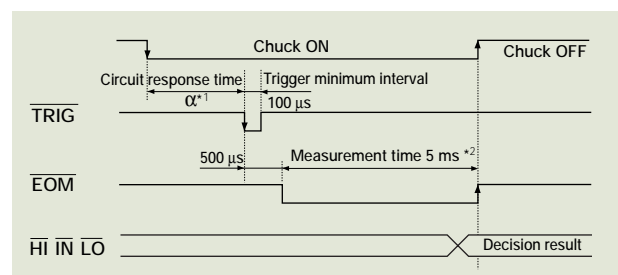 Chuck ON
Chuck OFF
Circuit response time
Trigger minimum interval
α*1
100 µs
TRIG
500 µs
Measurement time 5 ms *2
EOM
HI IN LO
Decision result